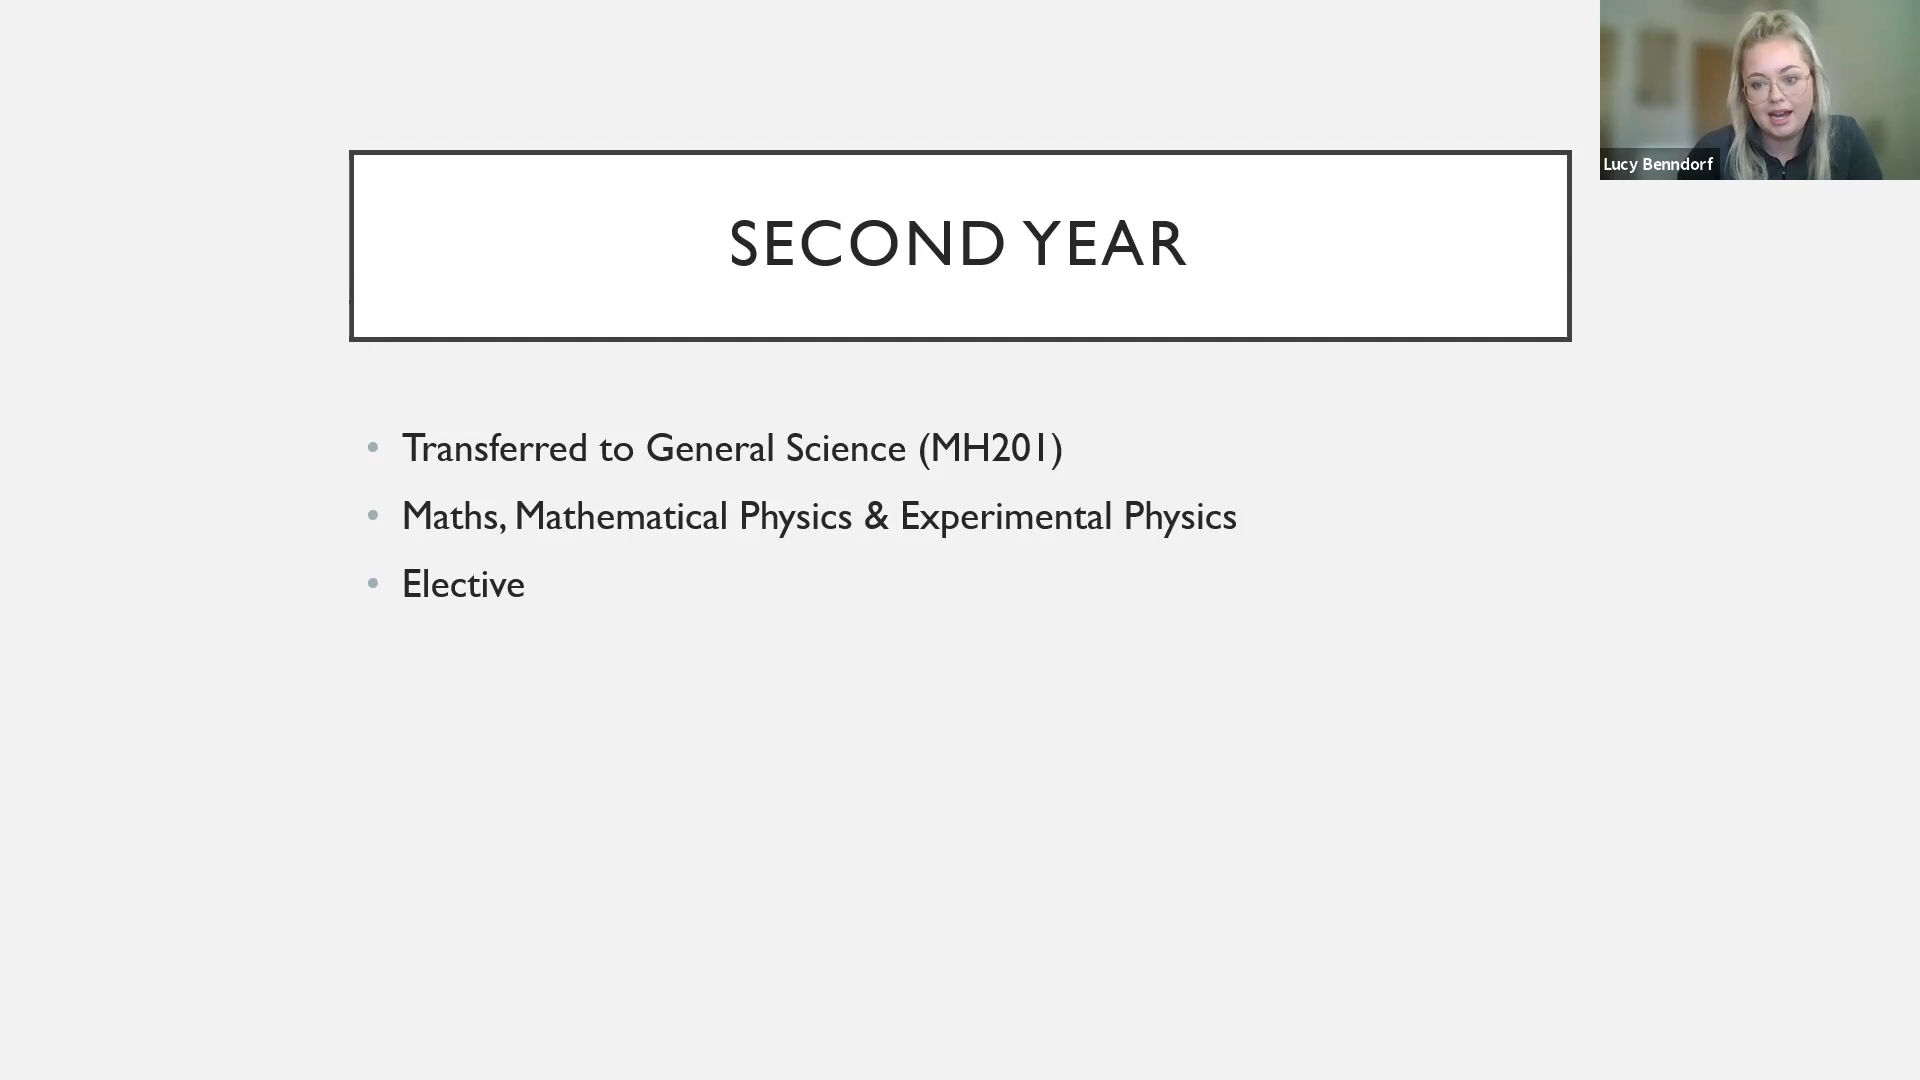 SECOND YEAR
Lucy Benndorf
• Transferred to General Science (MH201)
• Maths, Mathematical Physics & Experimental Physics
• Elective